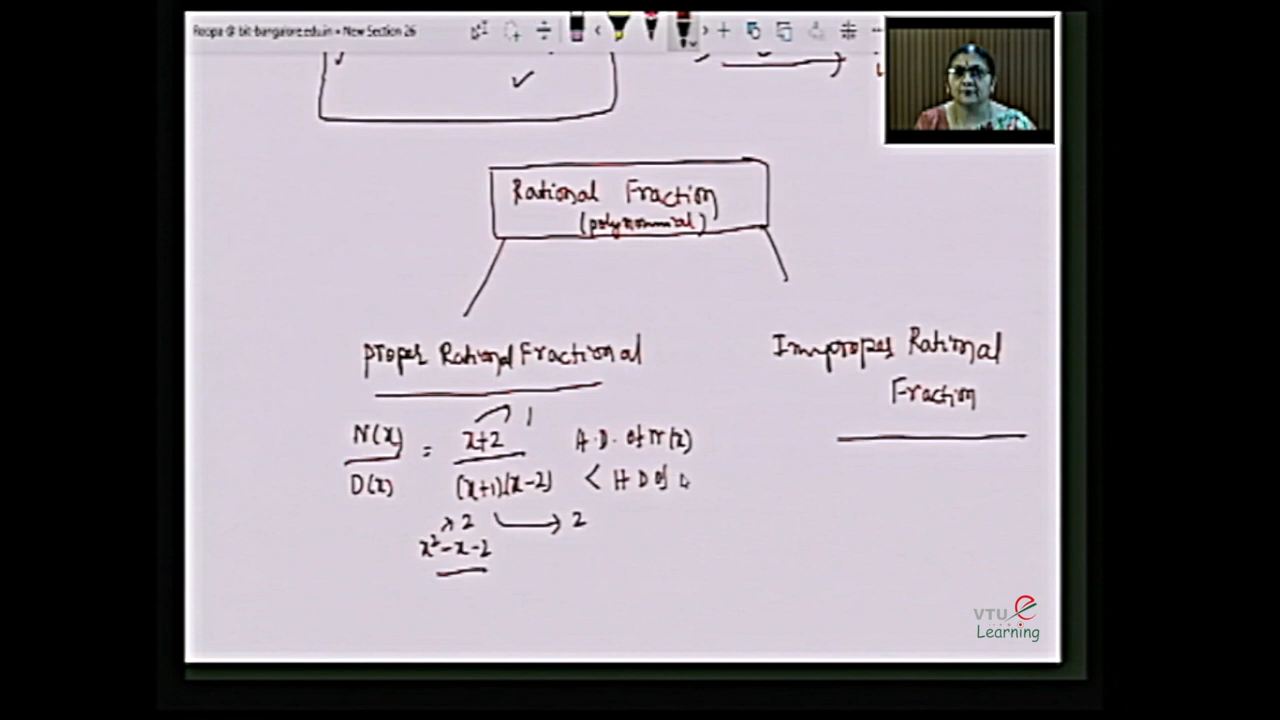 Roopa @ bit-bangalore.edu.in • New Section 26
Rational Fraction
(polynomial)
Proper Rational Fractional
Improper Rational
Fraction
N(x) / D(x) = x+2 / (x+1)(x-2)
1
H.D. of N(x)
< H D of
2
2
x²-x-2
VTU e
Learning